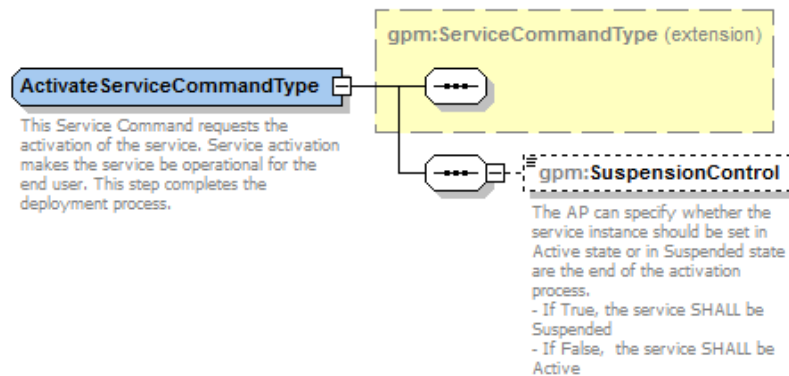 gpm:ServiceCommandType (extension)
ActivateServiceCommandType
This Service Command requests the
activation of the service. Service activation
makes the service be operational for the
end user. This step completes the
deployment process.
gpm:SuspensionControl
The AP can specify whether the
service instance should be set in
Active state or in Suspended state
are the end of the activation
process.
- If True, the service SHALL be
Suspended
- If False,  the service SHALL be
Active